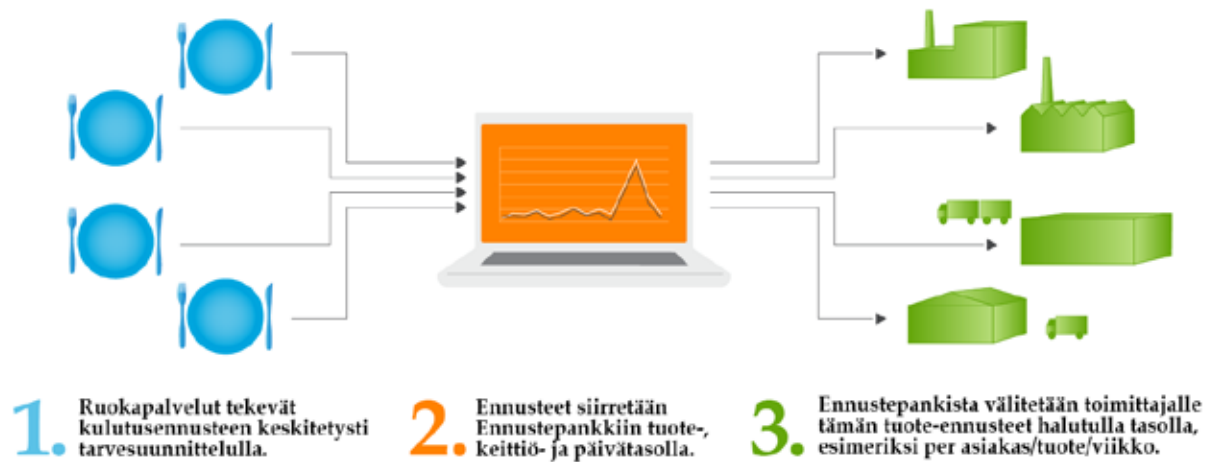 1. Ruokapalvelut tekevät
kulutusennusteen keskitetysti
tarvesuunnittelulla.
2. Ennusteet siirretään
Ennustepankkiin tuote-,
keittiö- ja päivätasolla.
3. Ennustepankista välitetään toimittajalle
tämän tuote-ennusteet halutulla tasolla,
esimeriksi per asiakas/tuote/viikko.